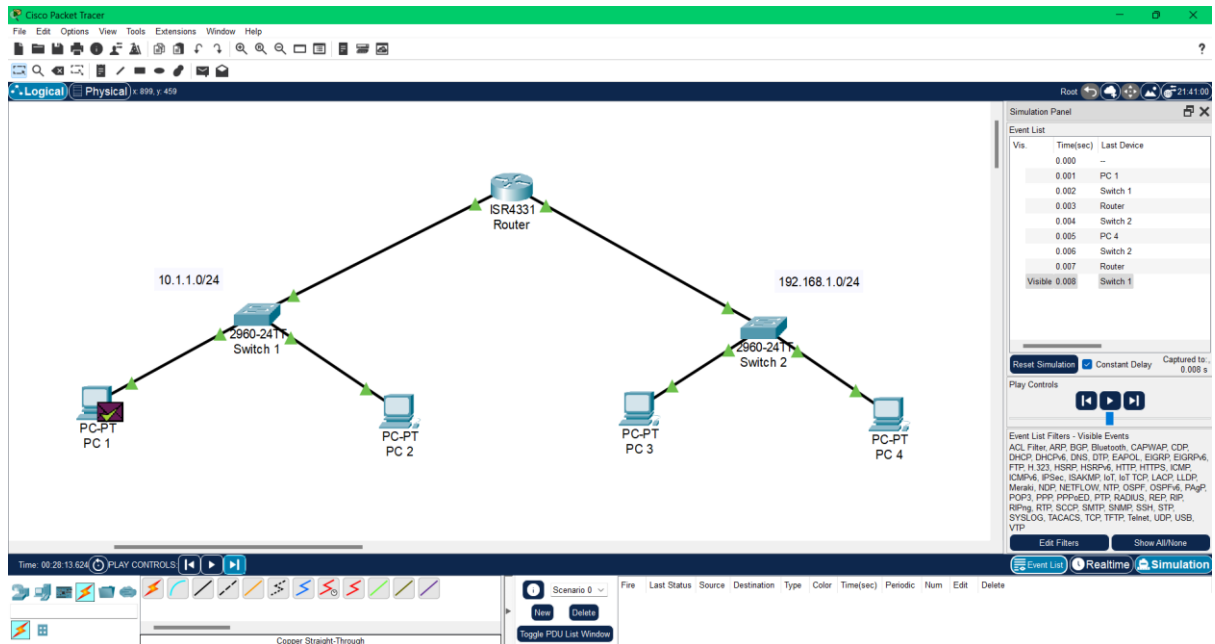 Cisco Packet Tracer
File Edit Options View Tools Extensions Window Help
?
Logical Physical x: 899, y: 459
Root 21:41:00
ISR4331
Router
10.1.1.0/24
192.168.1.0/24
2960-24TT
Switch 1
2960-24TT
Switch 2
PC-PT
PC 1
PC-PT
PC 2
PC-PT
PC 3
PC-PT
PC 4
Simulation Panel
Event List
Vis. Time(sec) Last Device
0.000 --
0.001 PC 1
0.002 Switch 1
0.003 Router
0.004 Switch 2
0.005 PC 4
0.006 Switch 2
0.007 Router
Visible 0.008 Switch 1
Reset Simulation Constant Delay Captured to:
0.008 s
Play Controls
Event List Filters - Visible Events
ACL Filter, ARP, BGP, Bluetooth, CAPWAP, CDP,
DHCP, DHCPv6, DNS, DTP, EAPOL, EIGRP, EIGRPv6,
FTP, H.323, HSRP, HSRPv6, HTTP, HTTPS, ICMP,
ICMPv6, IPSec, ISAKMP, IoT, IoT TCP, LACP, LLDP,
Meraki, NDP, NETFLOW, NTP, OSPF, OSPFv6, PAgP,
POP3, PPP, PPPoED, PTP, RADIUS, REP, RIP,
RIPng, RTP, SCCP, SMTP, SNMP, SSH, STP,
SYSLOG, TACACS, TCP, TFTP, Telnet, UDP, USB,
VTP
Edit Filters Show All/None
Time: 00:28:13.624 PLAY CONTROLS:
Event List Realtime Simulation
Scenario 0
New Delete
Toggle PDU List Window
Fire Last Status Source Destination Type Color Time(sec) Periodic Num Edit Delete
Copper Straight-Through